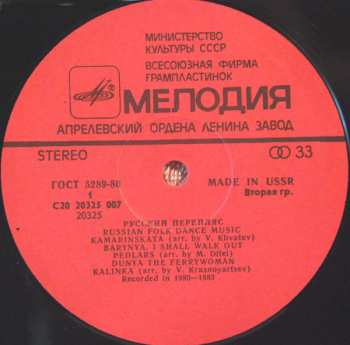 МИНИСТЕРСТВО
КУЛЬТУРЫ СССР
ВСЕСОЮЗНАЯ ФИРМА
ГРАМПЛАСТИНОК
МЕЛОДИЯ
АПРЕЛЕВСКИЙ ОРДЕНА ЛЕНИНА ЗАВОД
STEREO
33
ГОСТ 5289-80
1
С20 20325 007
20325
MADE IN USSR
Вторая гр.
РУССКИЙ ПЕРЕПЛЯС
RUSSIAN FOLK DANCE MUSIC
KAMARINSKAYA (arr. by V. Khvatov)
BARYNYA. I SHALL WALK OUT
PEDLARS (arr. by M.
DUNYA THE FERRYWOMAN
KALINKA (arr. by V. Krasnoyartsev)
Recorded in 1980—1983